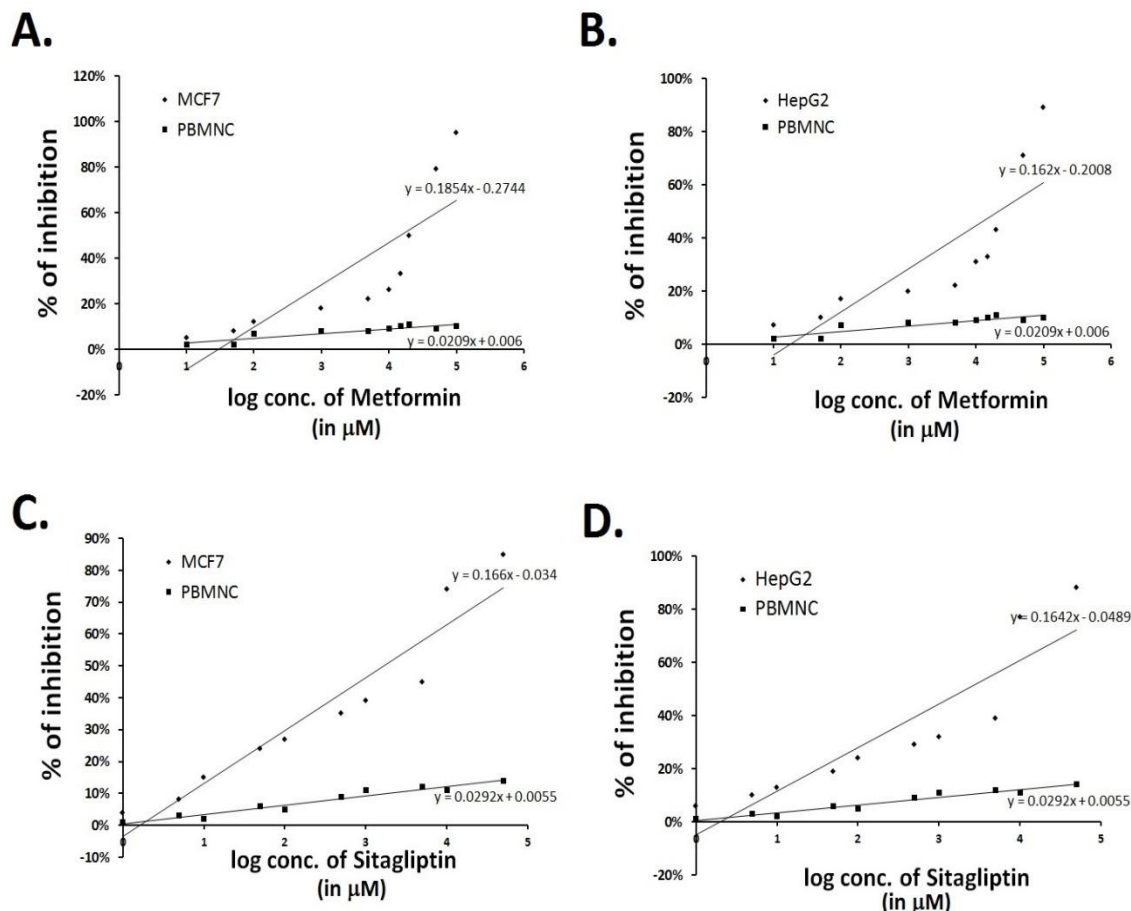 A.
% of inhibition
120%
100%
80%
60%
40%
20%
0%
-20%
MCF7
PBMNC
y = 0.1854x - 0.2744
y = 0.0209x + 0.006
0 1 2 3 4 5 6
log conc. of Metformin
(in μM)
B.
% of inhibition
100%
80%
60%
40%
20%
0%
-20%
HepG2
PBMNC
y = 0.162x - 0.2008
y = 0.0209x + 0.006
0 1 2 3 4 5 6
log conc. of Metformin
(in μM)
C.
% of inhibition
90%
80%
70%
60%
50%
40%
30%
20%
10%
0%
-10%
MCF7
PBMNC
y = 0.166x - 0.034
y = 0.0292x + 0.0055
0 1 2 3 4 5
log conc. of Sitagliptin
(in μM)
D.
% of inhibition
100%
80%
60%
40%
20%
0%
-20%
HepG2
PBMNC
y = 0.1642x - 0.0489
y = 0.0292x + 0.0055
0 1 2 3 4 5
log conc. of Sitagliptin
(in μM)